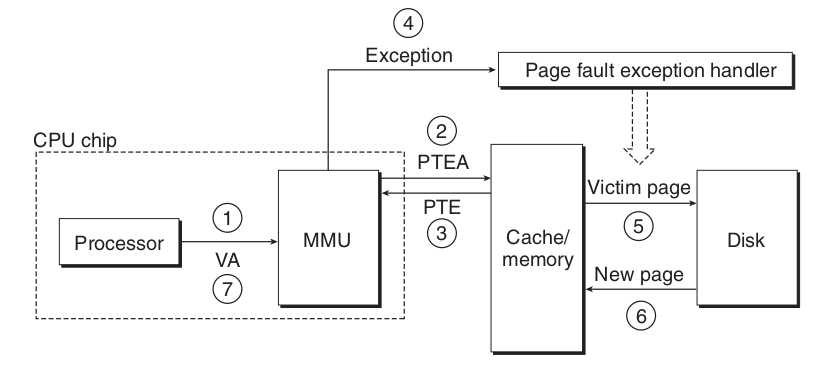 4
Exception
Page fault exception handler
CPU chip
2
PTEA
Victim page
1
PTE
Processor
MMU
3
Cache/
memory
5
Disk
VA
New page
7
6